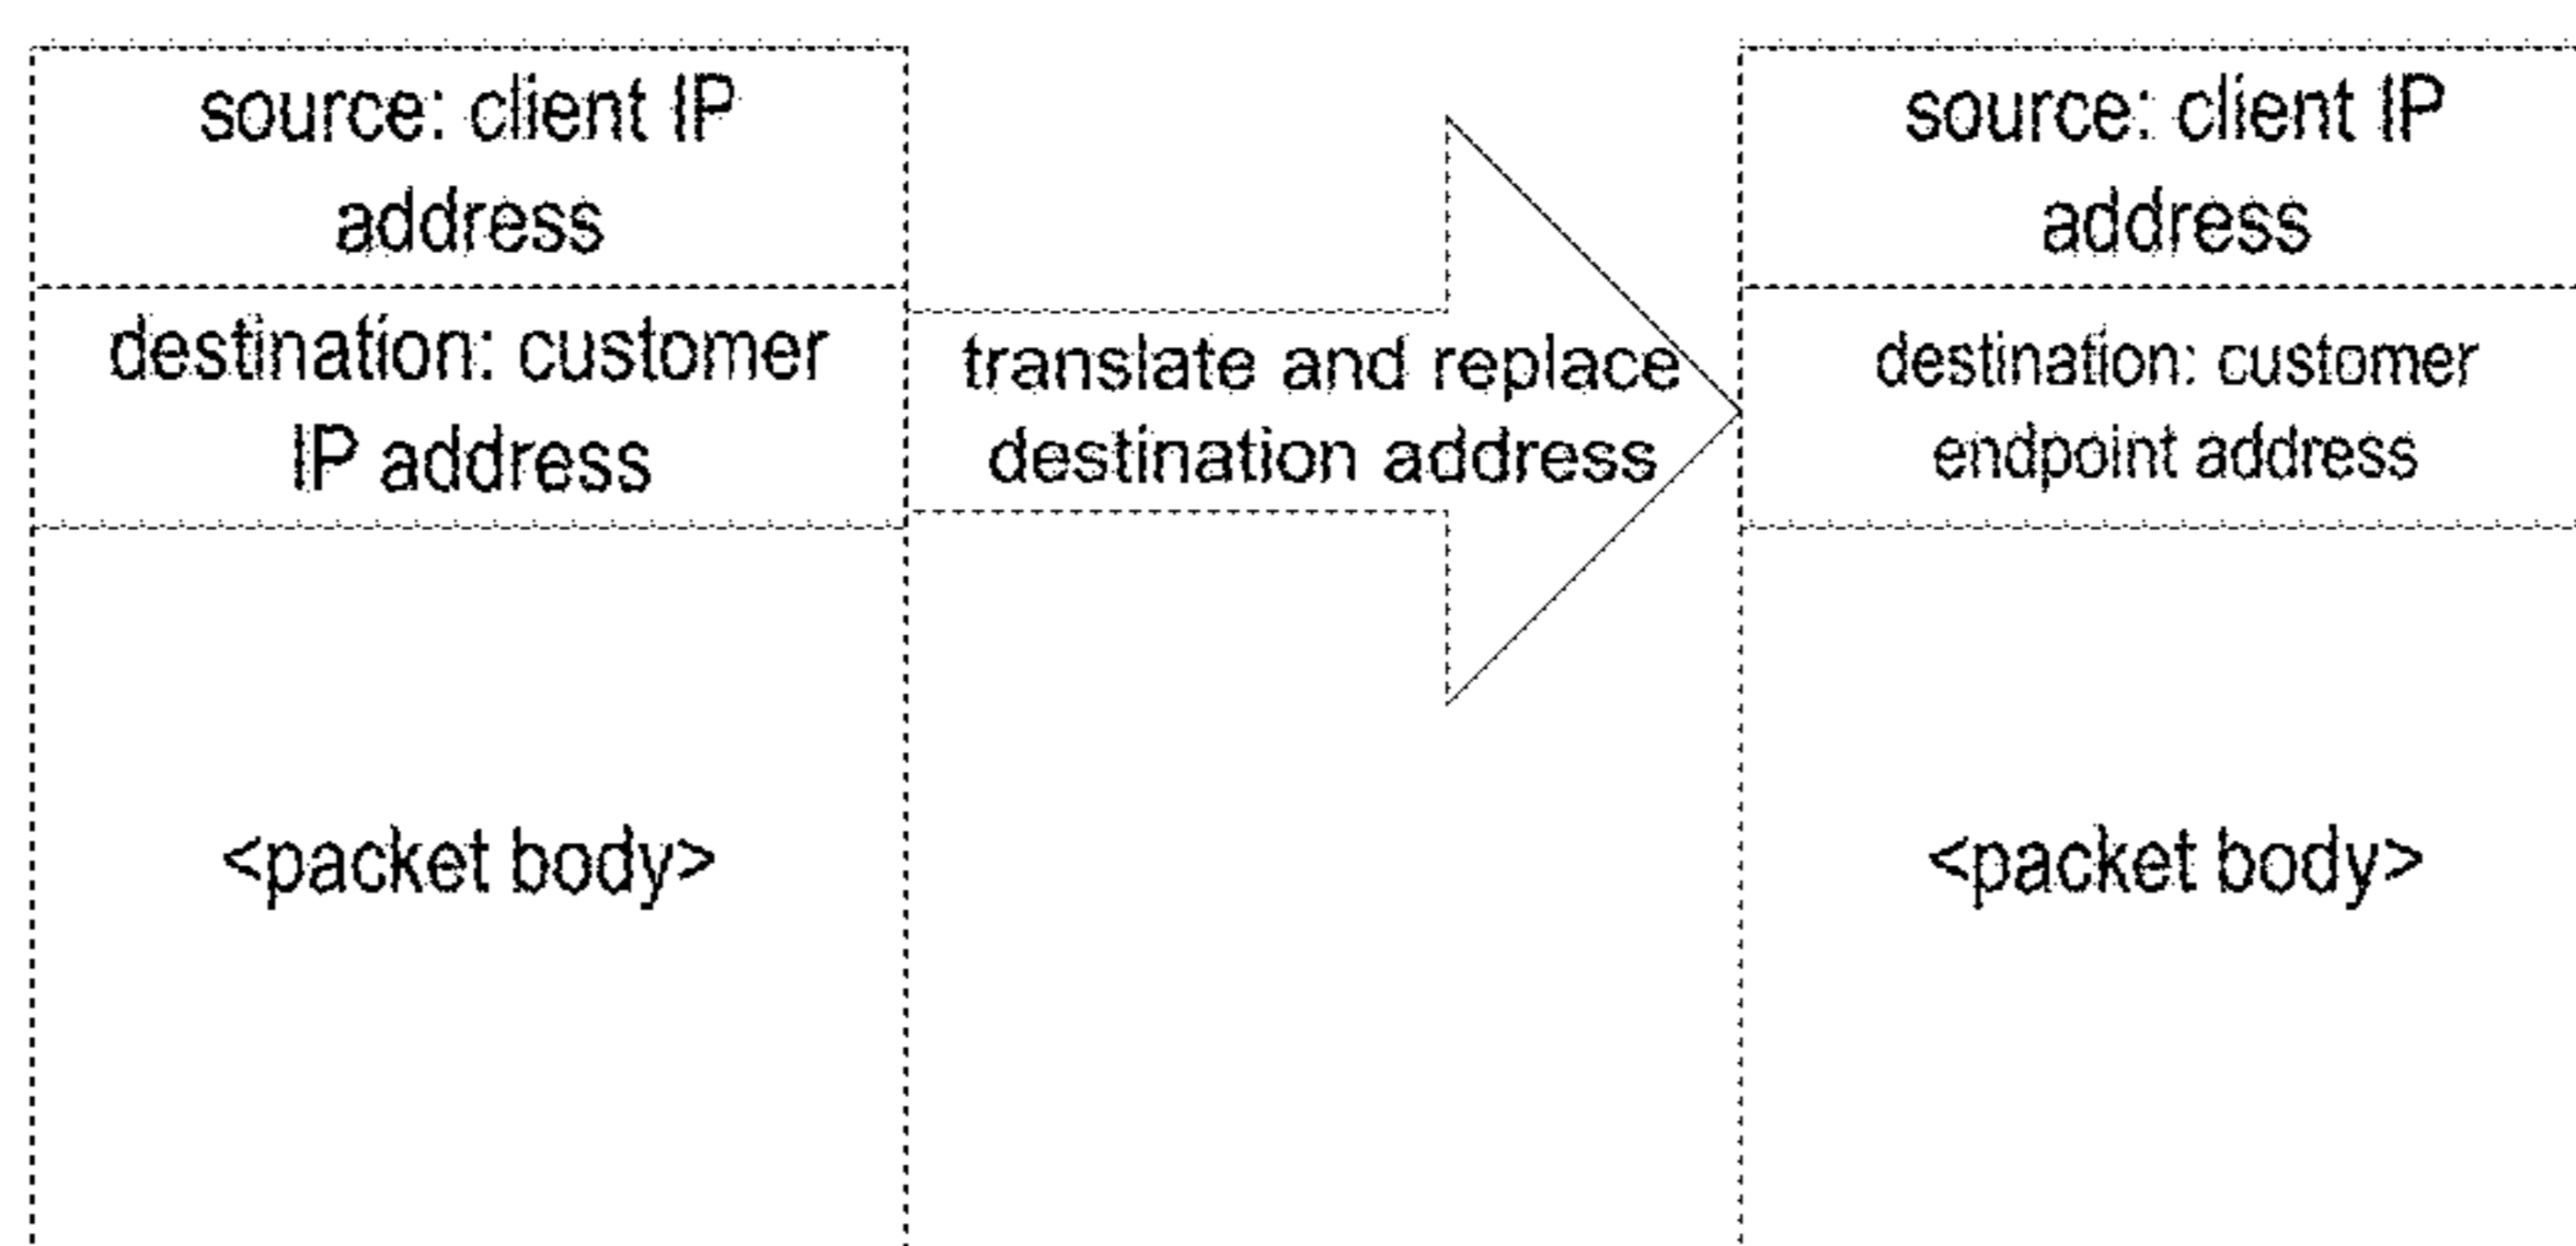 source: client IP
address
destination: customer
IP address
<packet body>
translate and replace
destination address
source: client IP
address
destination: customer
endpoint address
<packet body>